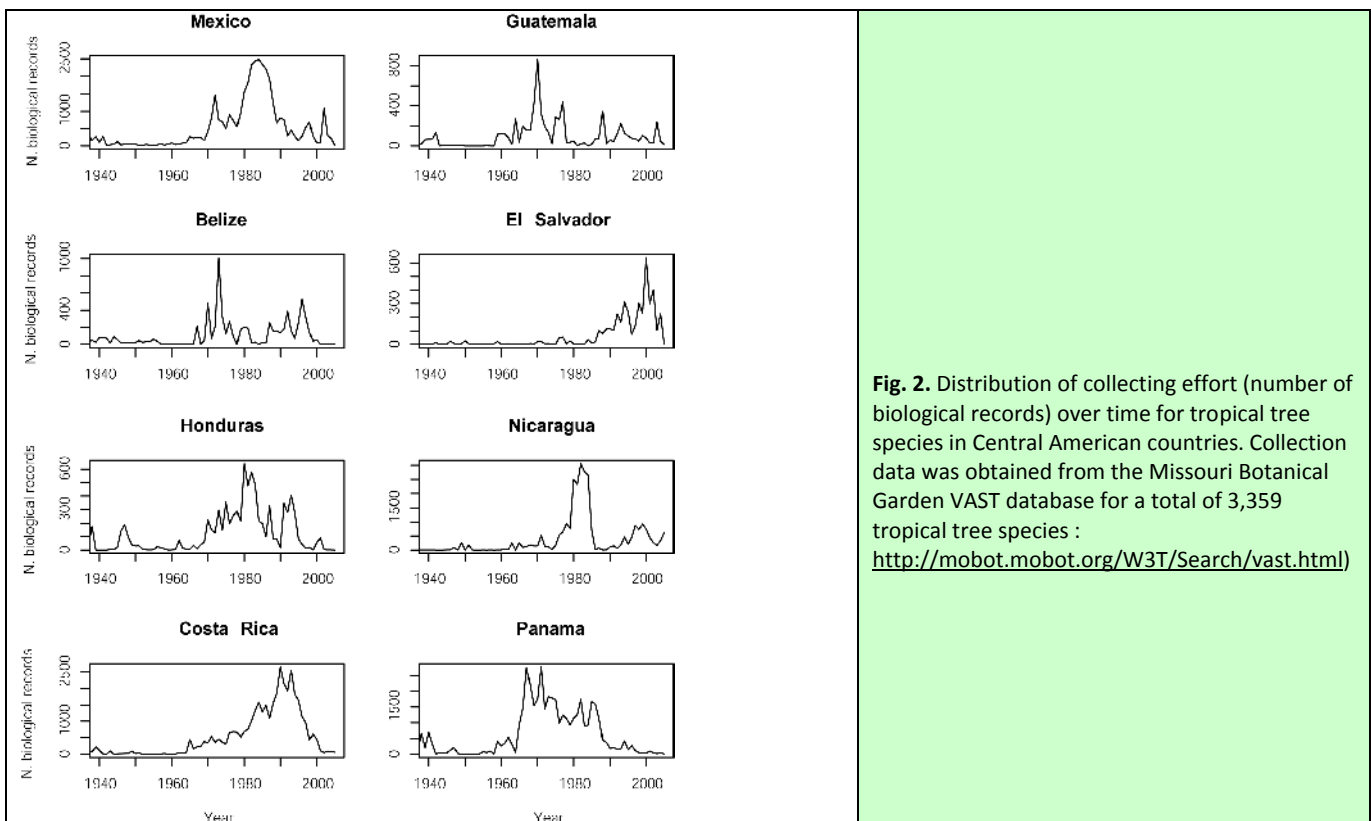 Mexico
N. biological records
2500
1000
0
1940 1960 1980 2000
Guatemala
800
400
0
1940 1960 1980 2000
Belize
N. biological records
1000
400
0
1940 1960 1980 2000
El Salvador
600
300
0
1940 1960 1980 2000
Honduras
N. biological records
600
300
0
1940 1960 1980 2000
Nicaragua
1500
0
1940 1960 1980 2000
Costa Rica
N. biological records
2500
1000
0
1940 1960 1980 2000
Year
Panama
1500
0
1940 1960 1980 2000
Year
Fig. 2. Distribution of collecting effort (number of
biological records) over time for tropical tree
species in Central American countries. Collection
data was obtained from the Missouri Botanical
Garden VAST database for a total of 3,359
tropical tree species :
http://mobot.mobot.org/W3T/Search/vast.html)